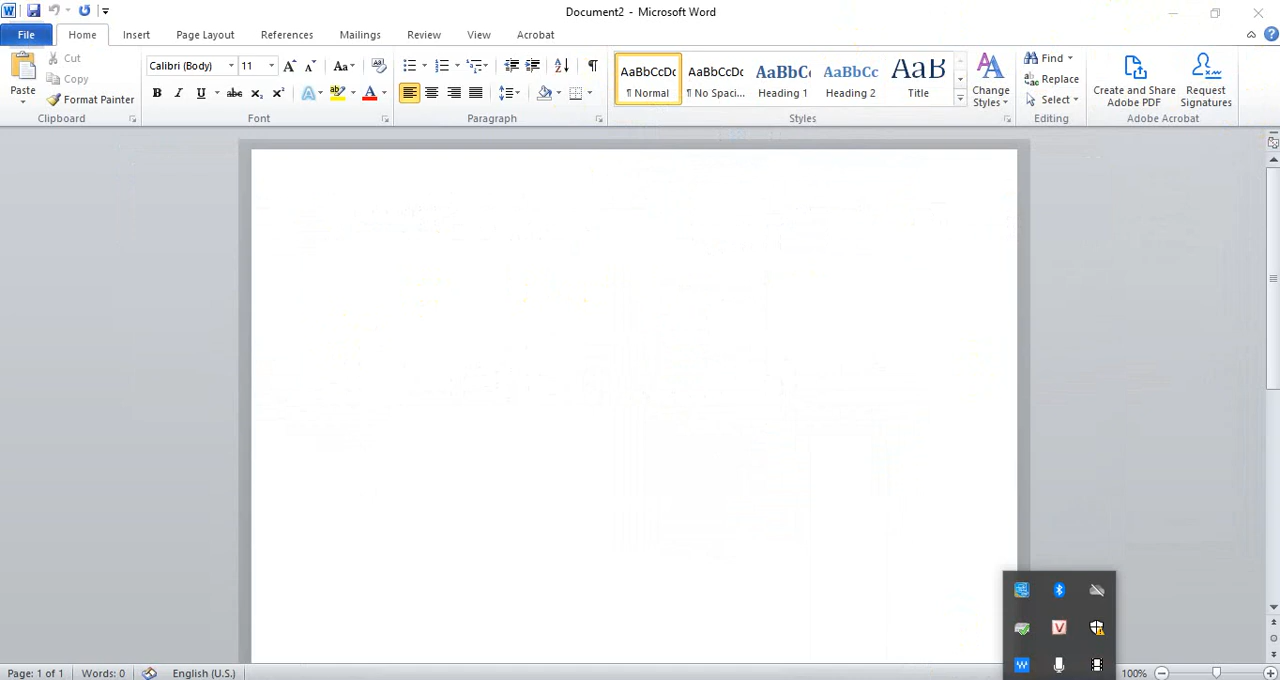 Document2 - Microsoft Word
File Home Insert Page Layout References Mailings Review View Acrobat
Paste
Cut
Copy
Format Painter
Clipboard
Calibri (Body) 11
Font
Paragraph
AaBbCcDc AaBbCcDc AaBbCc AaBbCc AaB
¶ Normal ¶ No Spaci... Heading 1 Heading 2 Title
Change
Styles
Styles
Find
Replace
Select
Editing
Create and Share
Adobe PDF
Request
Signatures
Adobe Acrobat
Page: 1 of 1 Words: 0 English (U.S.) 100%